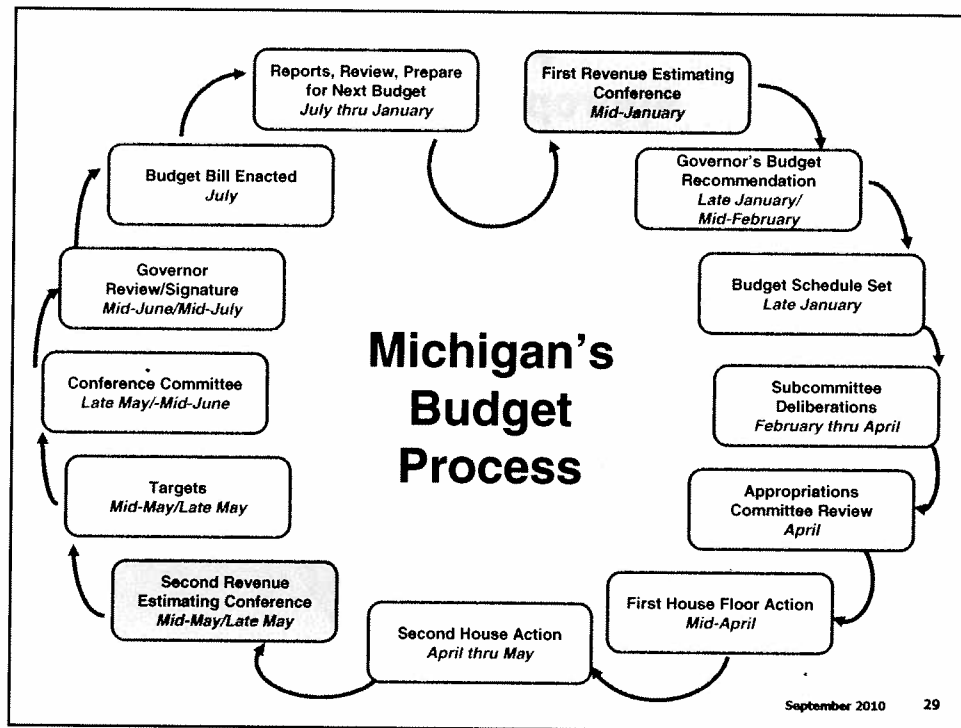 Reports, Review, Prepare
for Next Budget
July thru January
First Revenue Estimating
Conference
Mid-January
Governor's Budget
Recommendation
Late January/
Mid-February
Budget Schedule Set
Late January
Subcommittee
Deliberations
February thru April
Appropriations
Committee Review
April
First House Floor Action
Mid-April
Second House Action
April thru May
Second Revenue
Estimating Conference
Mid-May/Late May
Targets
Mid-May/Late May
Conference Committee
Late May/-Mid-June
Governor
Review/Signature
Mid-June/Mid-July
Budget Bill Enacted
July
Michigan's
Budget
Process
September 2010 29